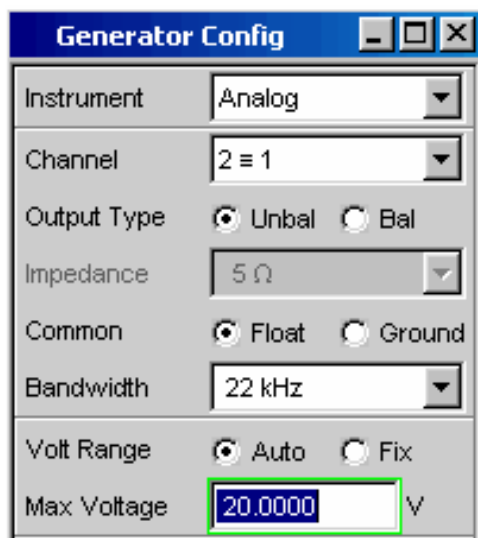 Generator Config
Instrument Analog
Channel 2 ≡ 1
Output Type Unbal Bal
Impedance 5 Ω
Common Float Ground
Bandwidth 22 kHz
Volt Range Auto Fix
Max Voltage 20.0000 V